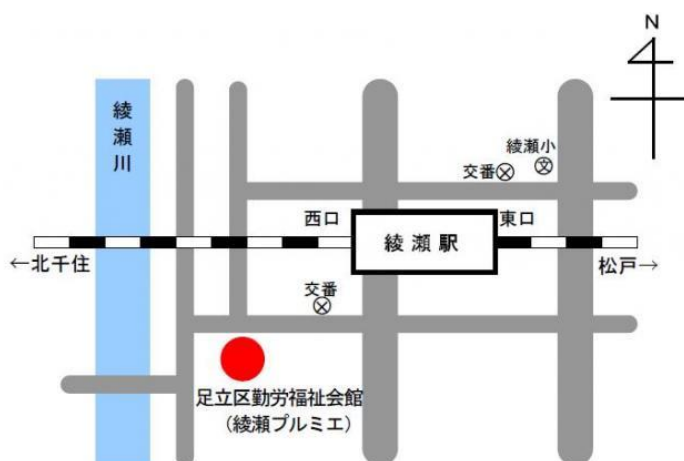 N
綾瀬川
綾瀬小
文
交番
西口
綾瀬駅
東口
←北千住
松戸→
交番
足立区勤労福祉会館
（綾瀬プルミエ）